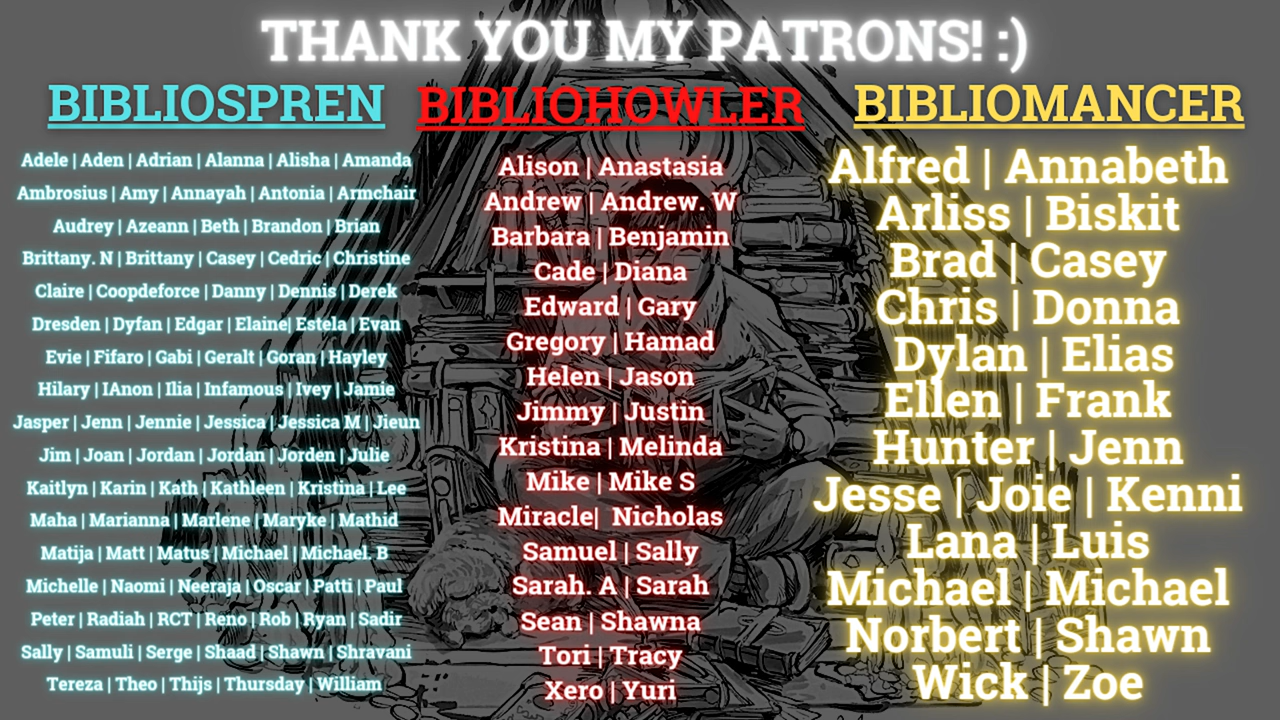 THANK YOU MY PATRONS! :)
BIBLIOSPREN
Adele | Aden | Adrian | Alanna | Alisha | Amanda
Ambrosius | Amy | Annayah | Antonia | Armchair
Audrey | Azeann | Beth | Brandon | Brian
Brittany. N | Brittany | Casey | Cedric | Christine
Claire | Coopdeforce | Danny | Dennis | Derek
Dresden | Dyfan | Edgar | Elaine| Estela | Evan
Evie | Fifaro | Gabi | Geralt | Goran | Hayley
Hilary | IAnon | Ilia | Infamous | Ivey | Jamie
Jasper | Jenn | Jennie | Jessica | Jessica M | Jieun
Jim | Joan | Jordan | Jordan | Jorden | Julie
Kaitlyn | Karin | Kath | Kathleen | Kristina | Lee
Maha | Marianna | Marlene | Maryke | Mathid
Matija | Matt | Matus | Michael | Michael. B
Michelle | Naomi | Neeraja | Oscar | Patti | Paul
Peter | Radiah | RCT | Reno | Rob | Ryan | Sadir
Sally | Samuli | Serge | Shaad | Shawn | Shravani
Tereza | Theo | Thijs | Thursday | William
BIBLIOHOWLER
Alison | Anastasia
Andrew | Andrew. W
Barbara | Benjamin
Cade | Diana
Edward | Gary
Gregory | Hamad
Helen | Jason
Jimmy | Justin
Kristina | Melinda
Mike | Mike S
Miracle| Nicholas
Samuel | Sally
Sarah. A | Sarah
Sean | Shawna
Tori | Tracy
Xero | Yuri
BIBLIOMANCER
Alfred | Annabeth
Arliss | Biskit
Brad | Casey
Chris | Donna
Dylan | Elias
Ellen | Frank
Hunter | Jenn
Jesse | Joie | Kenni
Lana | Luis
Michael | Michael
Norbert | Shawn
Wick | Zoe